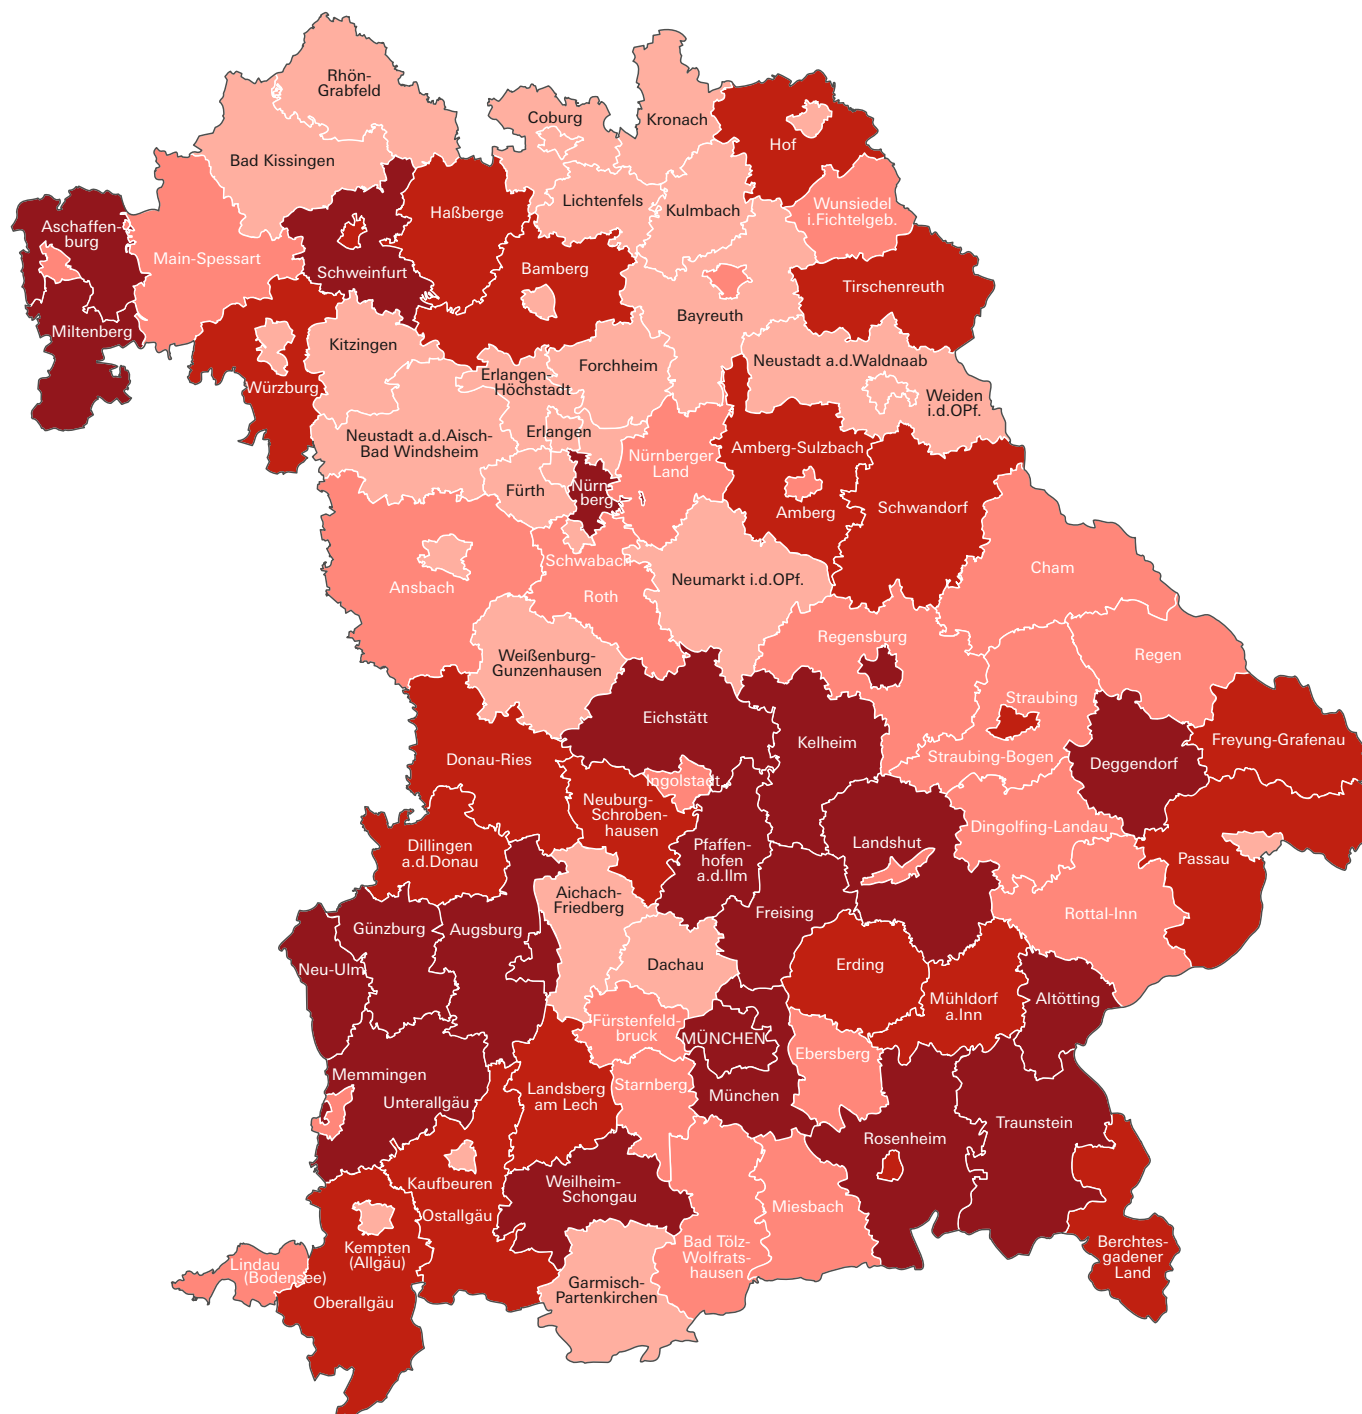 Rhön-
Grabfeld
Coburg
Kronach
Hof
Bad Kissingen
Lichtenfels
Kulmbach
Wunsiedel
i.Fichtelgeb.
Haßberge
Aschaffen-
burg
Main-Spessart
Schweinfurt
Bamberg
Tirschenreuth
Bayreuth
Miltenberg
Kitzingen
Neustadt a.d.Waldnaab
Forchheim
Erlangen-
Höchstadt
Würzburg
Weiden
i.d.OPf.
Neustadt a.d.Aisch-
Bad Windsheim
Erlangen
Nürnberger
Land
Amberg-Sulzbach
Fürth
Nürn-
berg
Amberg
Schwandorf
Schwabach
Cham
Neumarkt i.d.OPf.
Ansbach
Roth
Regensburg
Weißenburg-
Gunzenhausen
Regen
Straubing
Eichstätt
Kelheim
Freyung-Grafenau
Donau-Ries
Straubing-Bogen
Deggendorf
Ingolstadt
Neuburg-
Schroben-
hausen
Dingolfing-Landau
Dillingen
a.d.Donau
Pfaffen-
hofen
a.d.Ilm
Landshut
Passau
Aichach-
Friedberg
Freising
Rottal-Inn
Günzburg
Augsburg
Neu-Ulm
Dachau
Erding
Mühldorf
a.Inn
Altötting
Fürstenfeld-
bruck
MÜNCHEN
Ebersberg
Memmingen
Unterallgäu
Landsberg
am Lech
Starnberg
München
Traunstein
Rosenheim
Kaufbeuren
Weilheim-
Schongau
Ostallgäu
Miesbach
Kempten
(Allgäu)
Bad Tölz-
Wolfrats-
hausen
Berchtes-
gadener
Land
Lindau
(Bodensee)
Garmisch-
Partenkirchen
Oberallgäu